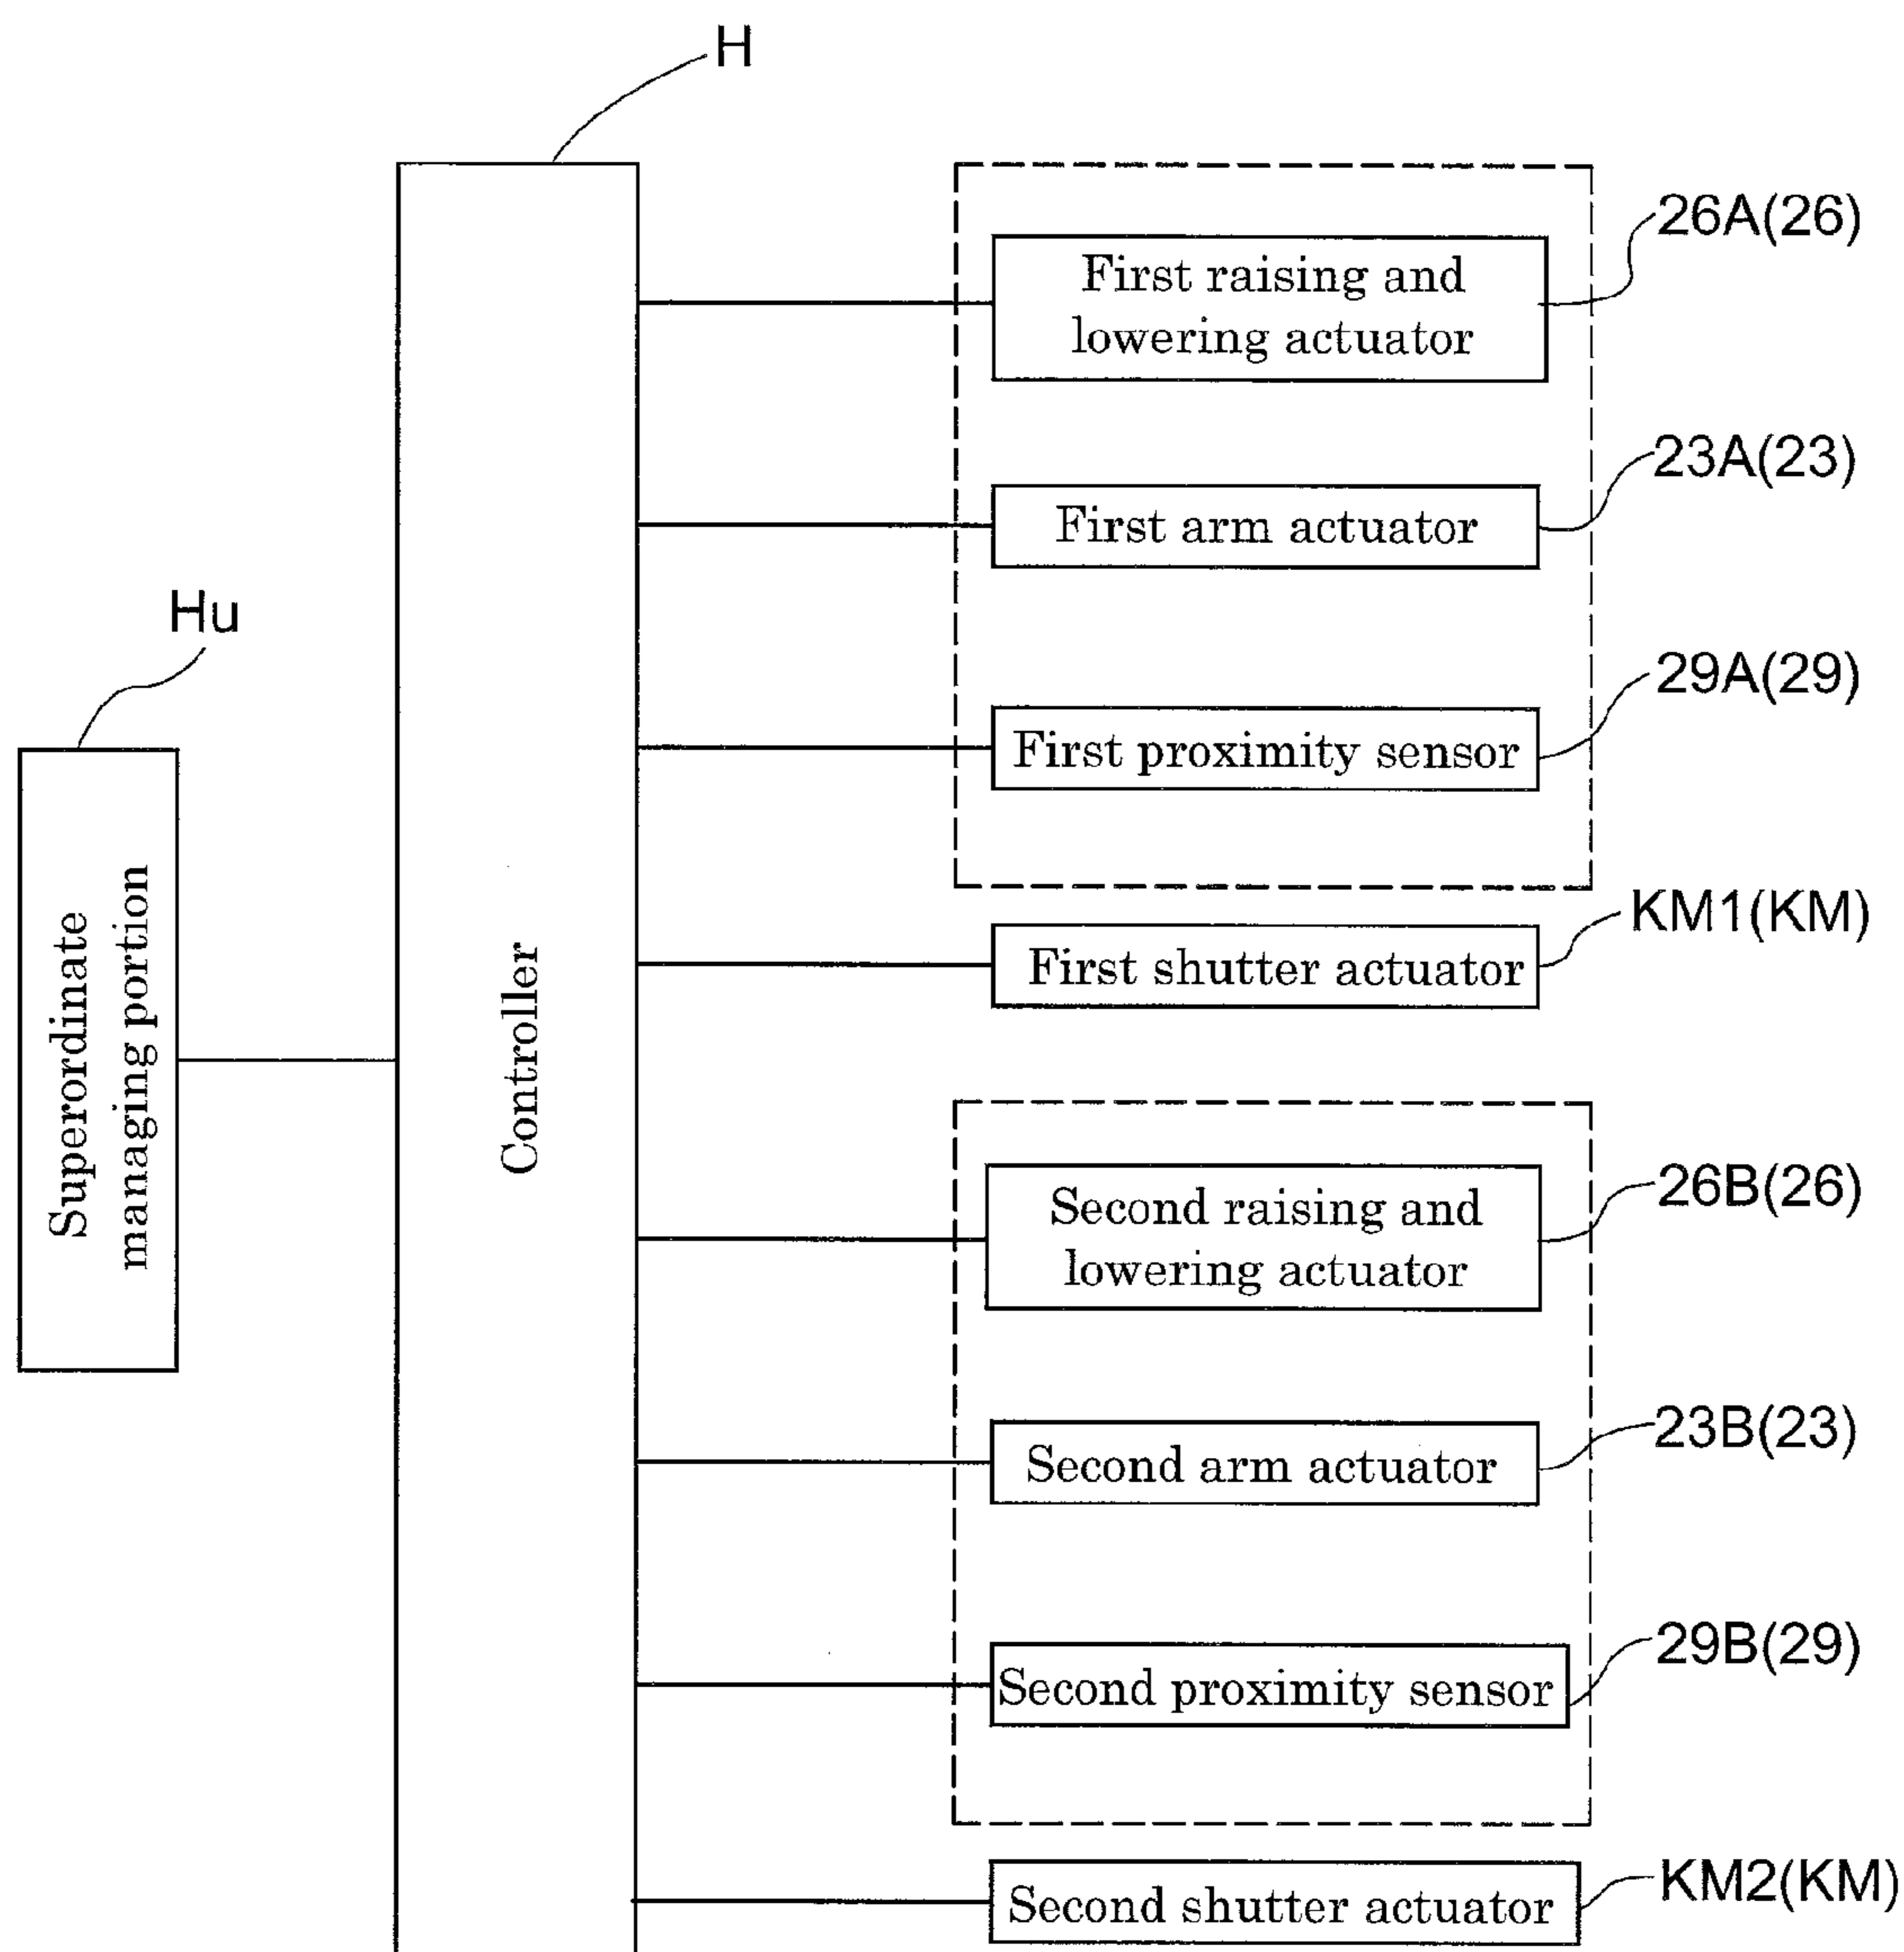 H
26A(26)
First raising and
lowering actuator
23A(23)
First arm actuator
Hu
29A(29)
First proximity sensor
KM1(KM)
First shutter actuator
Superordinate
managing portion
Controller
26B(26)
Second raising and
lowering actuator
23B(23)
Second arm actuator
29B(29)
Second proximity sensor
KM2(KM)
Second shutter actuator